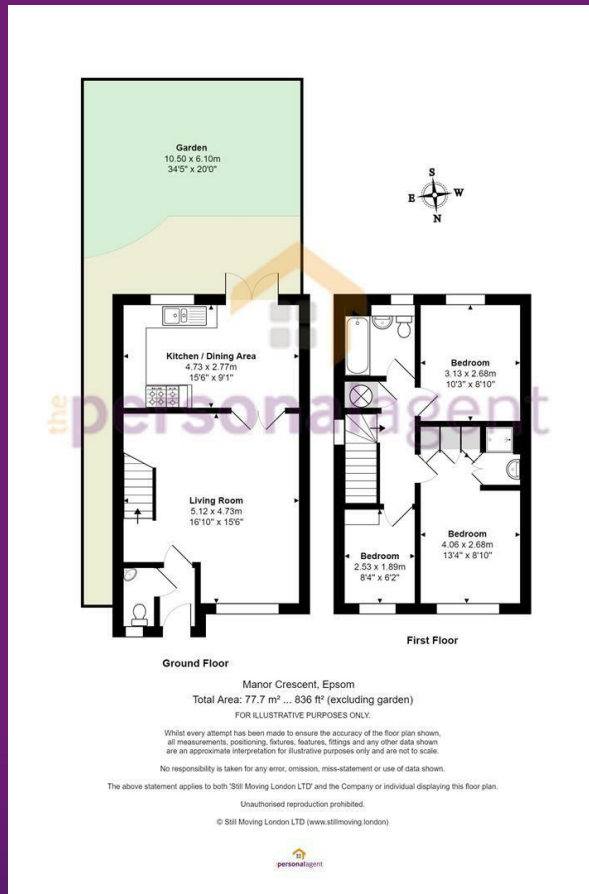 Garden
10.50 x 6.10m
34'5" x 20'0"
S
E
W
N
Kitchen / Dining Area
4.73 x 2.77m
15'6" x 9'1"
Bedroom
3.13 x 2.68m
10'3" x 8'10"
the
personalagent
Living Room
5.12 x 4.73m
16'10" x 15'6"
Bedroom
2.53 x 1.89m
8'4" x 6'2"
Bedroom
4.06 x 2.68m
13'4" x 8'10"
First Floor
Ground Floor
Manor Crescent, Epsom
Total Area: 77.7 m² ... 836 ft² (excluding garden)
FOR ILLUSTRATIVE PURPOSES ONLY.
Whilst every attempt has been made to ensure the accuracy of the floor plan shown,
all measurements, positioning, fixtures, features, fittings and any other data shown
are an approximate interpretation for illustrative purposes only and are not to scale.
No responsibility is taken for any error, omission, miss-statement or use of data shown.
The above statement applies to both 'Still Moving London LTD' and the Company or individual displaying this floor plan.
Unauthorised reproduction prohibited.
© Still Moving London LTD (www.stillmoving.london)
personalagent